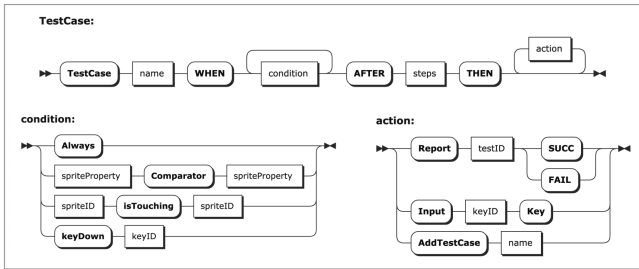 TestCase:
action
TestCase name WHEN condition AFTER steps THEN
condition:
Always
spriteProperty Comparator spriteProperty
spriteID isTouching spriteID
keyDown keyID
action:
Report testID SUCC
FAIL
Input keyID Key
AddTestCase name